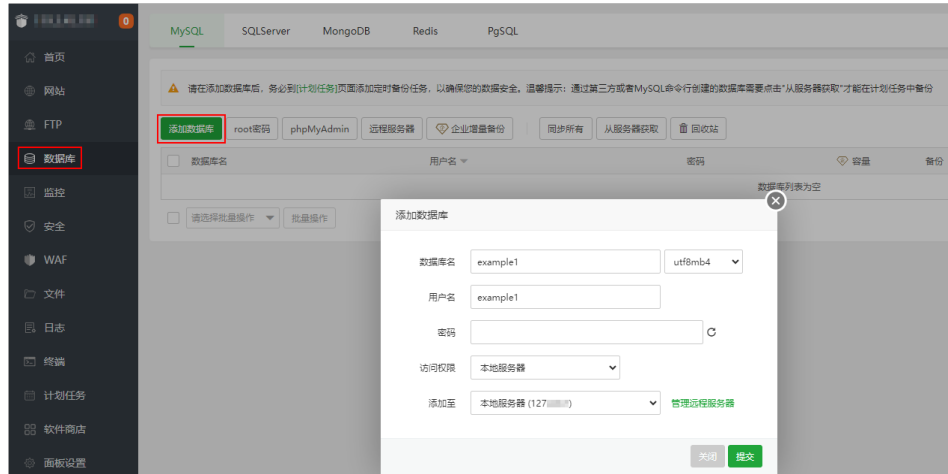 0
MySQL SQLServer MongoDB Redis PgSQL
首页
网站
FTP
数据库
监控
安全
WAF
文件
日志
终端
计划任务
软件商店
面板设置
请在添加数据库后，务必到[计划任务]页面添加定时备份任务，以确保您的数据安全。温馨提示：通过第三方或者MySQL命令行创建的数据库需要点击“从服务器获取”才能在计划任务中备份
添加数据库 root密码 phpMyAdmin 远程服务器 企业增量备份 同步所有 从服务器获取 回收站
数据库名 用户名 密码 容量 备份
数据库列表为空
请选择批量操作 批量操作
添加数据库
数据库名 example1 utf8mb4
用户名 example1
密码
访问权限 本地服务器
添加至 本地服务器 (127 ) 管理远程服务器
关闭 提交